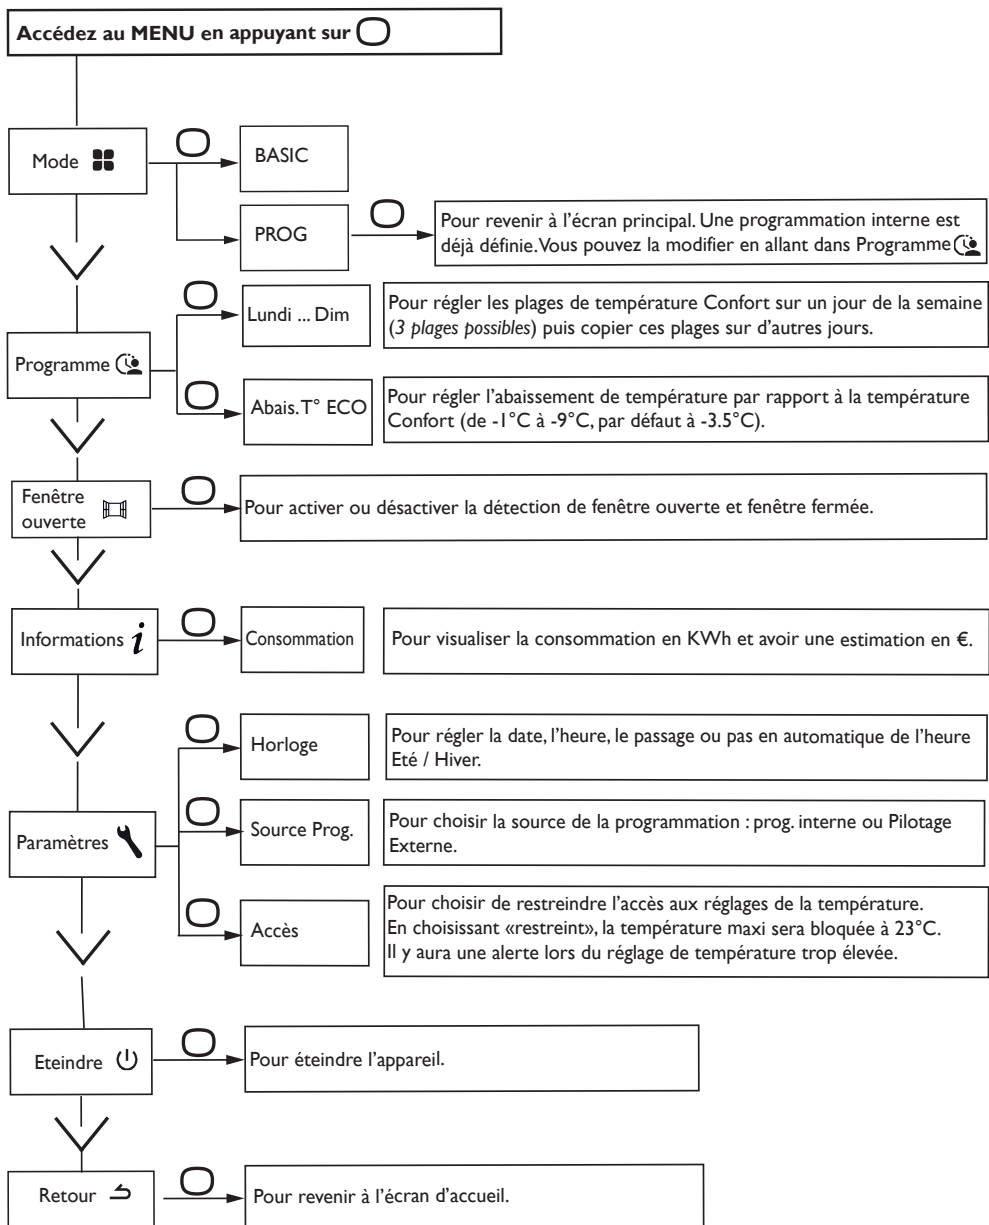 Accédez au MENU en appuyant sur
Mode
BASIC
PROG
Pour revenir à l'écran principal. Une programmation interne est
déjà définie. Vous pouvez la modifier en allant dans Programme
Programme
Lundi ... Dim
Pour régler les plages de température Confort sur un jour de la semaine
(3 plages possibles) puis copier ces plages sur d'autres jours.
Abais. T° ECO
Pour régler l'abaissement de température par rapport à la température
Confort (de -1°C à -9°C, par défaut à -3.5°C).
Fenêtre
ouverte
Pour activer ou désactiver la détection de fenêtre ouverte et fenêtre fermée.
Informations i
Consommation
Pour visualiser la consommation en KWh et avoir une estimation en €.
Paramètres
Horloge
Pour régler la date, l'heure, le passage ou pas en automatique de l'heure
Eté / Hiver.
Source Prog.
Pour choisir la source de la programmation : prog. interne ou Pilotage
Externe.
Accès
Pour choisir de restreindre l'accès aux réglages de la température.
En choisissant «restreint», la température maxi sera bloquée à 23°C.
Il y aura une alerte lors du réglage de température trop élevée.
Eteindre
Pour éteindre l'appareil.
Retour
Pour revenir à l'écran d'accueil.